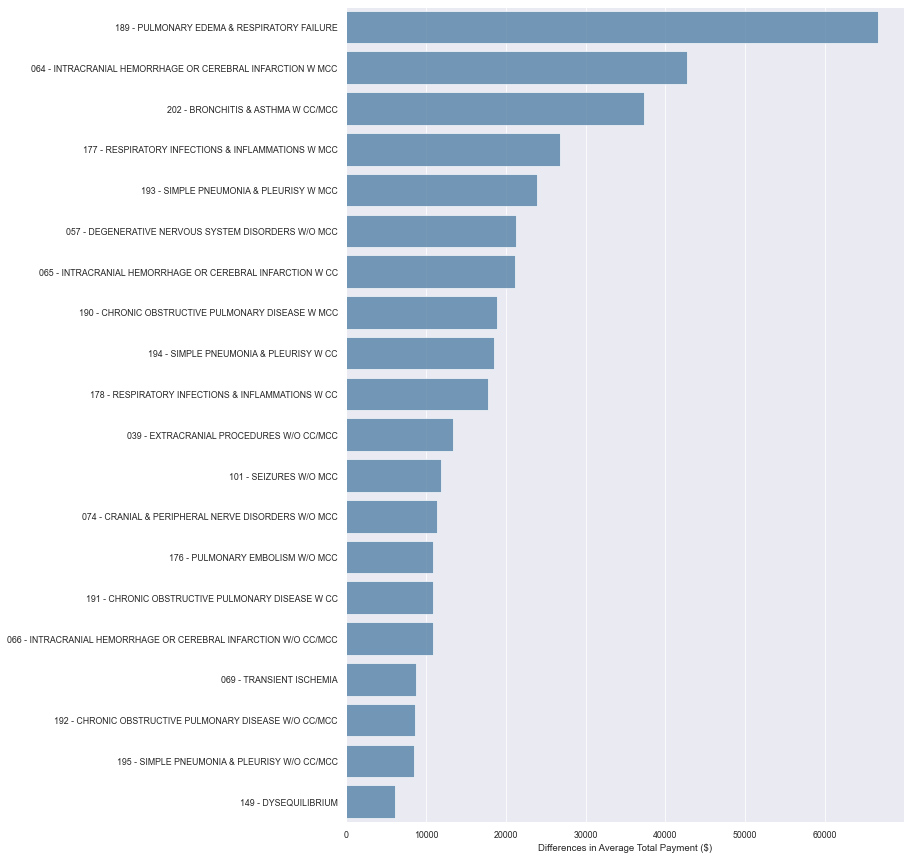 189 - PULMONARY EDEMA & RESPIRATORY FAILURE
064 - INTRACRANIAL HEMORRHAGE OR CEREBRAL INFARCTION W MCC
202 - BRONCHITIS & ASTHMA W CC/MCC
177 - RESPIRATORY INFECTIONS & INFLAMMATIONS W MCC
193 - SIMPLE PNEUMONIA & PLEURISY W MCC
057 - DEGENERATIVE NERVOUS SYSTEM DISORDERS W/O MCC
065 - INTRACRANIAL HEMORRHAGE OR CEREBRAL INFARCTION W CC
190 - CHRONIC OBSTRUCTIVE PULMONARY DISEASE W MCC
194 - SIMPLE PNEUMONIA & PLEURISY W CC
178 - RESPIRATORY INFECTIONS & INFLAMMATIONS W CC
039 - EXTRACRANIAL PROCEDURES W/O CC/MCC
101 - SEIZURES W/O MCC
074 - CRANIAL & PERIPHERAL NERVE DISORDERS W/O MCC
176 - PULMONARY EMBOLISM W/O MCC
191 - CHRONIC OBSTRUCTIVE PULMONARY DISEASE W CC
066 - INTRACRANIAL HEMORRHAGE OR CEREBRAL INFARCTION W/O CC/MCC
069 - TRANSIENT ISCHEMIA
192 - CHRONIC OBSTRUCTIVE PULMONARY DISEASE W/O CC/MCC
195 - SIMPLE PNEUMONIA & PLEURISY W/O CC/MCC
149 - DYSEQUILIBRIUM
0 10000 20000 30000 40000 50000 60000
Differences in Average Total Payment ($)